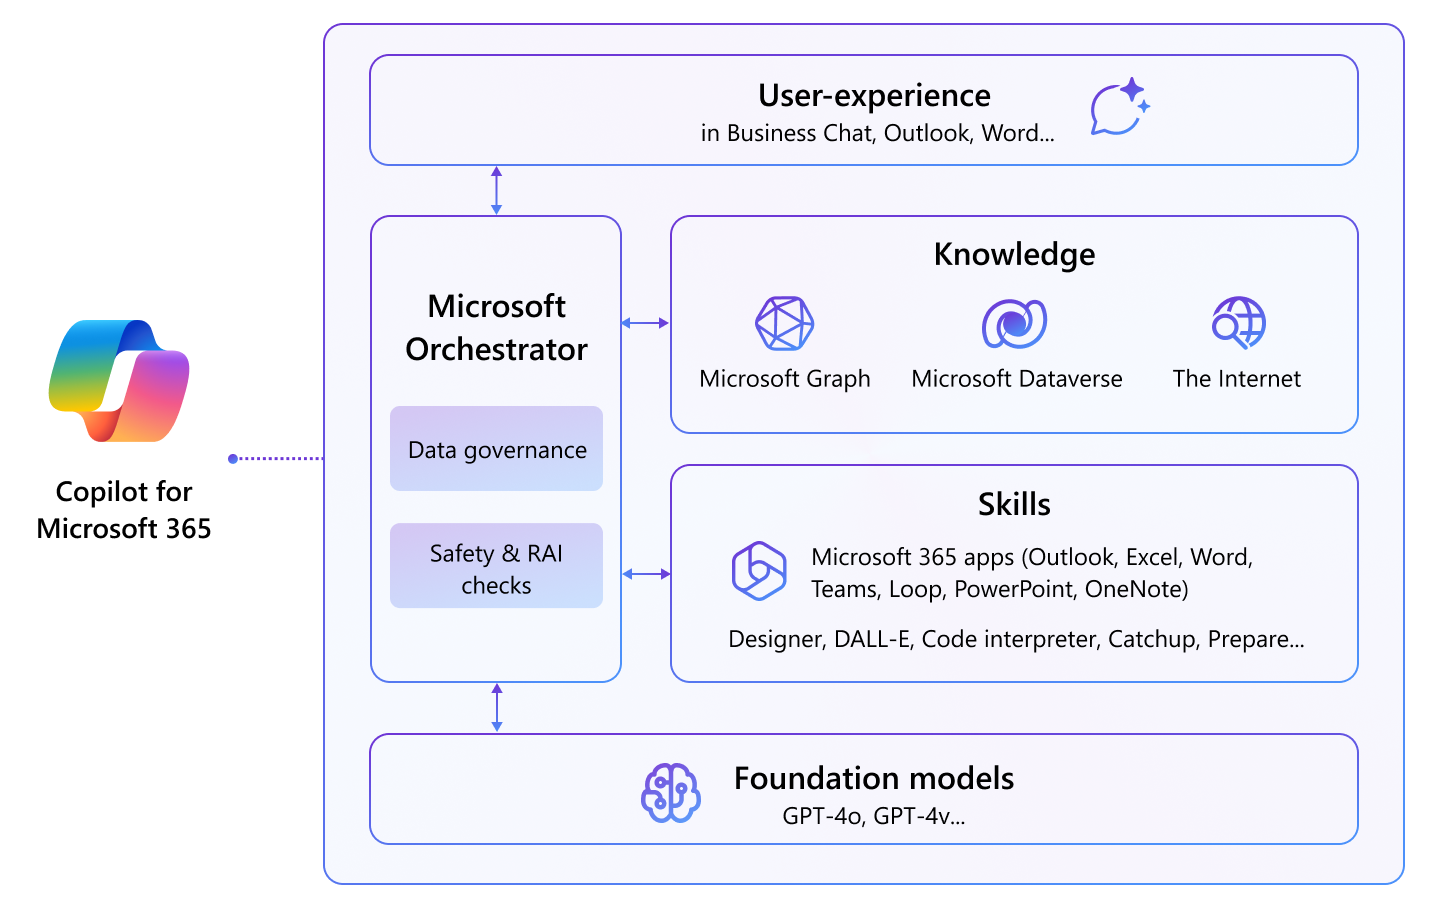 User-experience
in Business Chat, Outlook, Word...
Microsoft
Orchestrator
Data governance
Safety & RAI
checks
Knowledge
Microsoft Graph
Microsoft Dataverse
The Internet
Skills
Microsoft 365 apps (Outlook, Excel, Word,
Teams, Loop, PowerPoint, OneNote)
Designer, DALL-E, Code interpreter, Catchup, Prepare...
Copilot for
Microsoft 365
Foundation models
GPT-4o, GPT-4v...